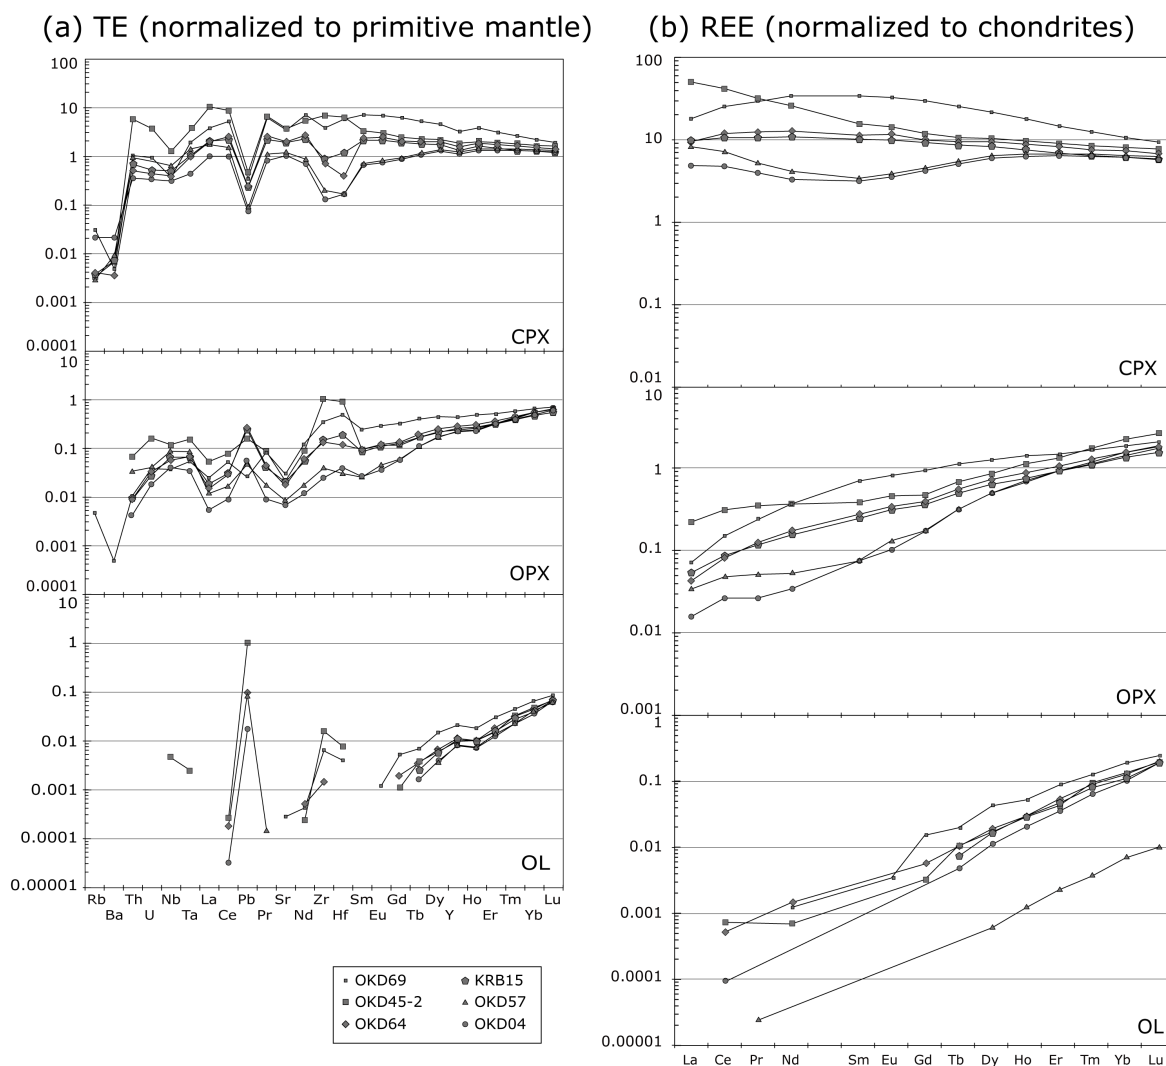 (a) TE (normalized to primitive mantle)
100
10
1
0.1
0.01
0.001
0.0001
CPX
10
1
0.1
0.01
0.001
0.0001
OPX
10
1
0.1
0.01
0.001
0.0001
0.00001
OL
Rb Th Nb La Pb Sr Zr Sm Gd Dy Ho Tm Lu
Ba U Ta Ce Pr Nd Hf Eu Tb Y Er Yb
OKD69 KRB15
OKD45-2 OKD57
OKD64 OKD04
(b) REE (normalized to chondrites)
100
10
1
0.1
0.01
CPX
10
1
0.1
0.01
0.001
OPX
1
0.1
0.01
0.001
0.0001
0.00001
OL
La Ce Pr Nd Sm Eu Gd Tb Dy Ho Er Tm Yb Lu